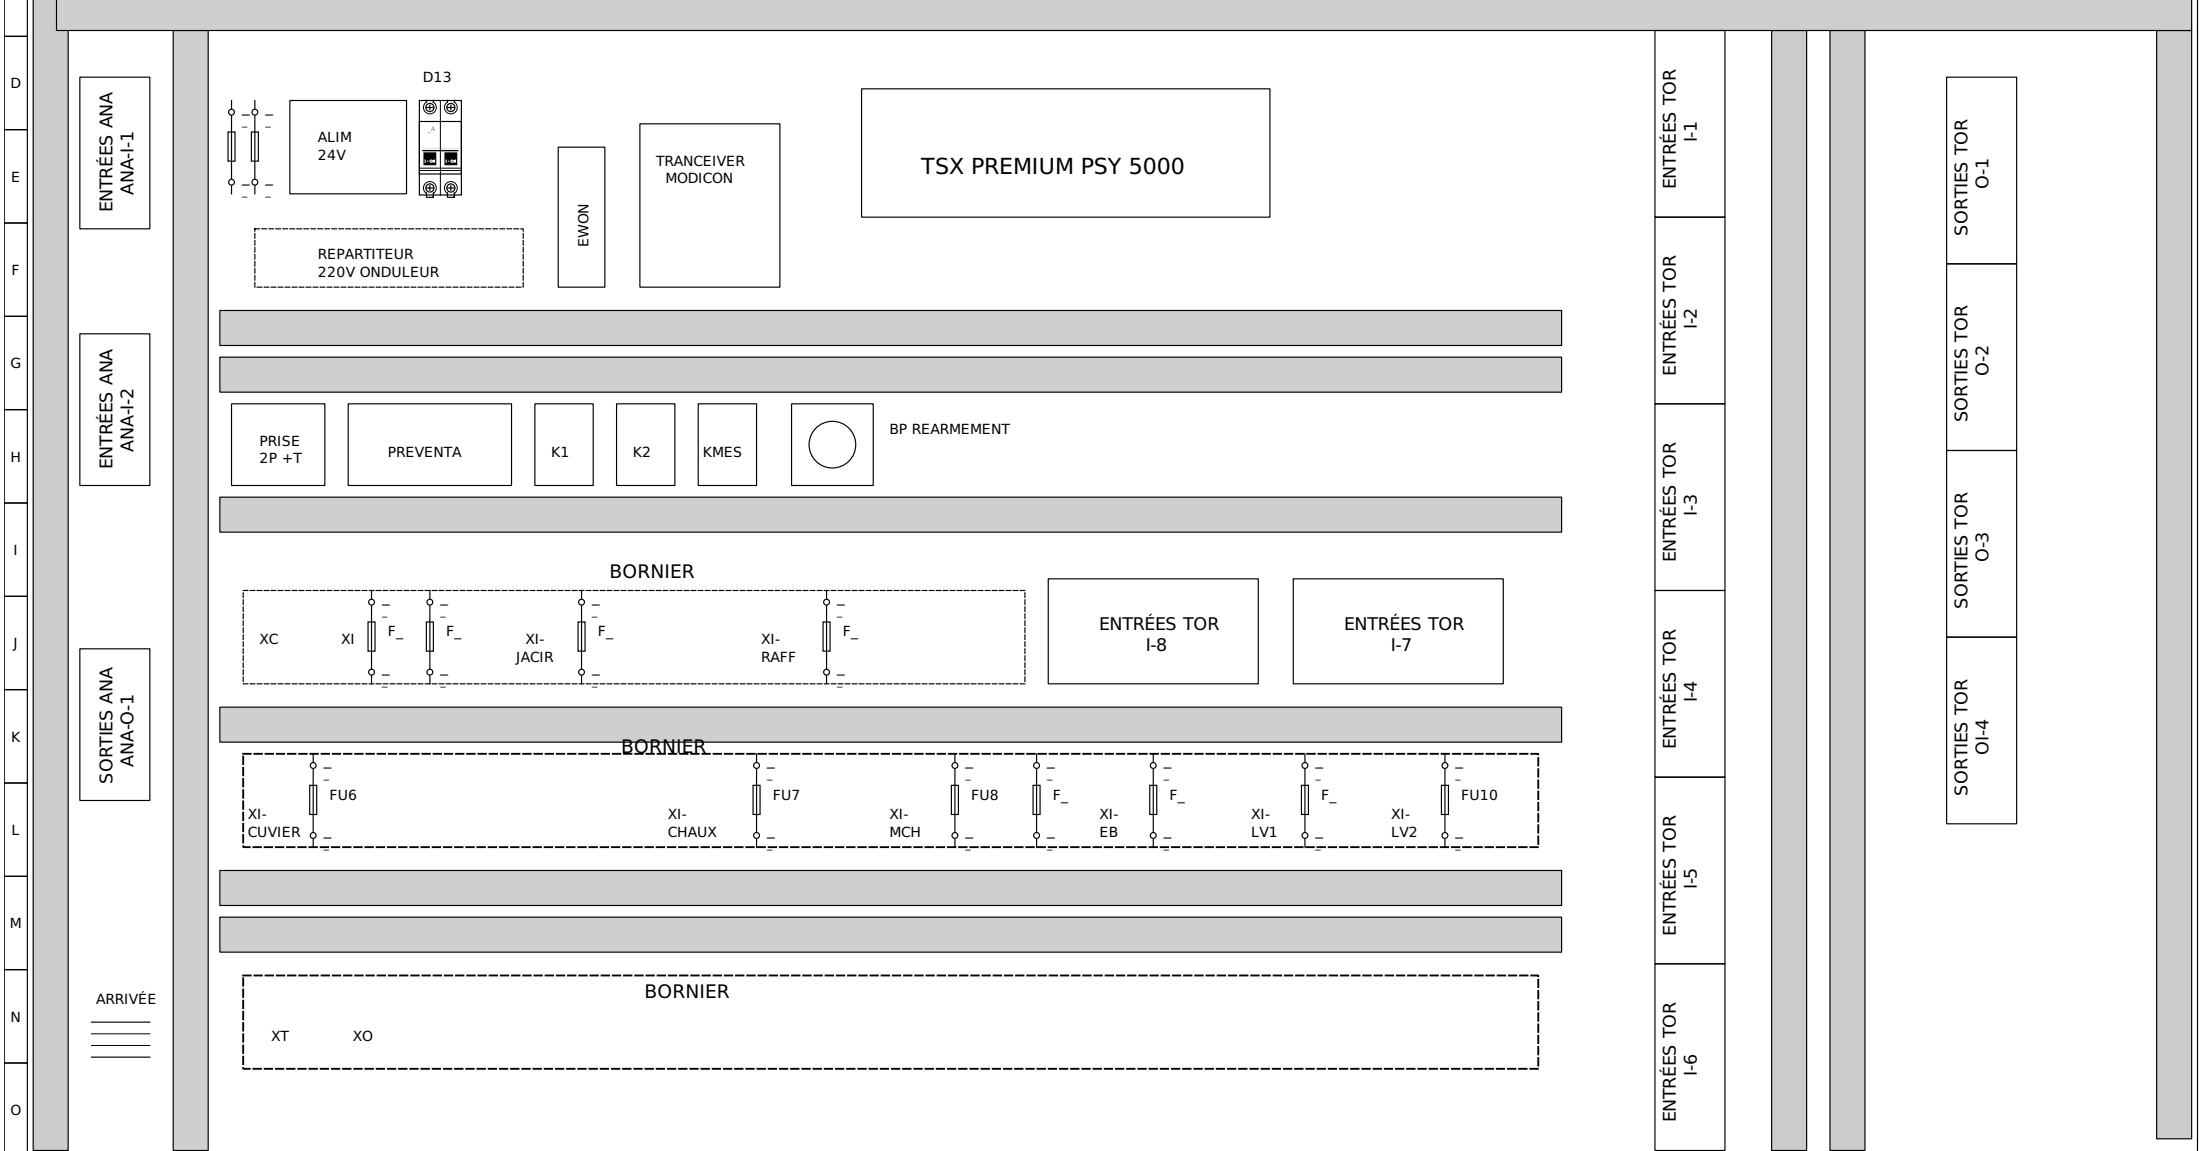 D
E
F
G
H
I
J
K
L
M
N
O
ENTRÉES ANA
ANA-I-1
ENTRÉES ANA
ANA-I-2
SORTIES ANA
ANA-O-1
ARRIVÉE
D13
ALIM
24V
REPARTITEUR
220V ONDULEUR
EWON
TRANCEIVER
MODICON
TSX PREMIUM PSY 5000
PRISE
2P +T
PREVENTA
K1
K2
KMES
BP REARMEMENT
BORNIER
XC
XI
F_
F_
XI-
JACIR
F_
XI-
RAFF
F_
ENTRÉES TOR
I-8
ENTRÉES TOR
I-7
BORNIER
XI-
CUVIER
FU6
XI-
CHAUX
FU7
XI-
MCH
FU8
F_
XI-
EB
F_
XI-
LV1
F_
XI-
LV2
FU10
BORNIER
XT
XO
ENTRÉES TOR
I-1
ENTRÉES TOR
I-2
ENTRÉES TOR
I-3
ENTRÉES TOR
I-4
ENTRÉES TOR
I-5
ENTRÉES TOR
I-6
SORTIES TOR
O-1
SORTIES TOR
O-2
SORTIES TOR
O-3
SORTIES TOR
OI-4